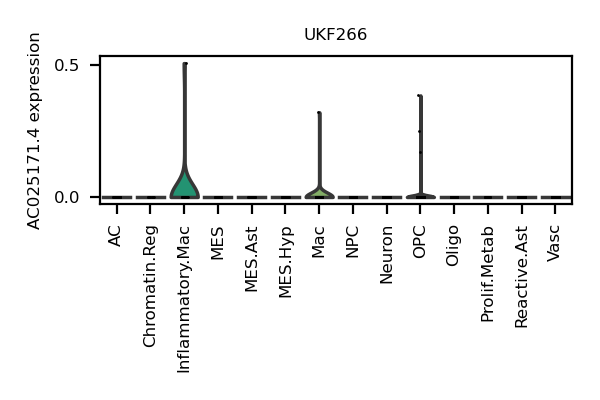 UKF266
AC025171.4 expression
0.5
0.0
AC
Chromatin.Reg
Inflammatory.Mac
MES
MES.Ast
MES.Hyp
Mac
NPC
Neuron
OPC
Oligo
Prolif.Metab
Reactive.Ast
Vasc